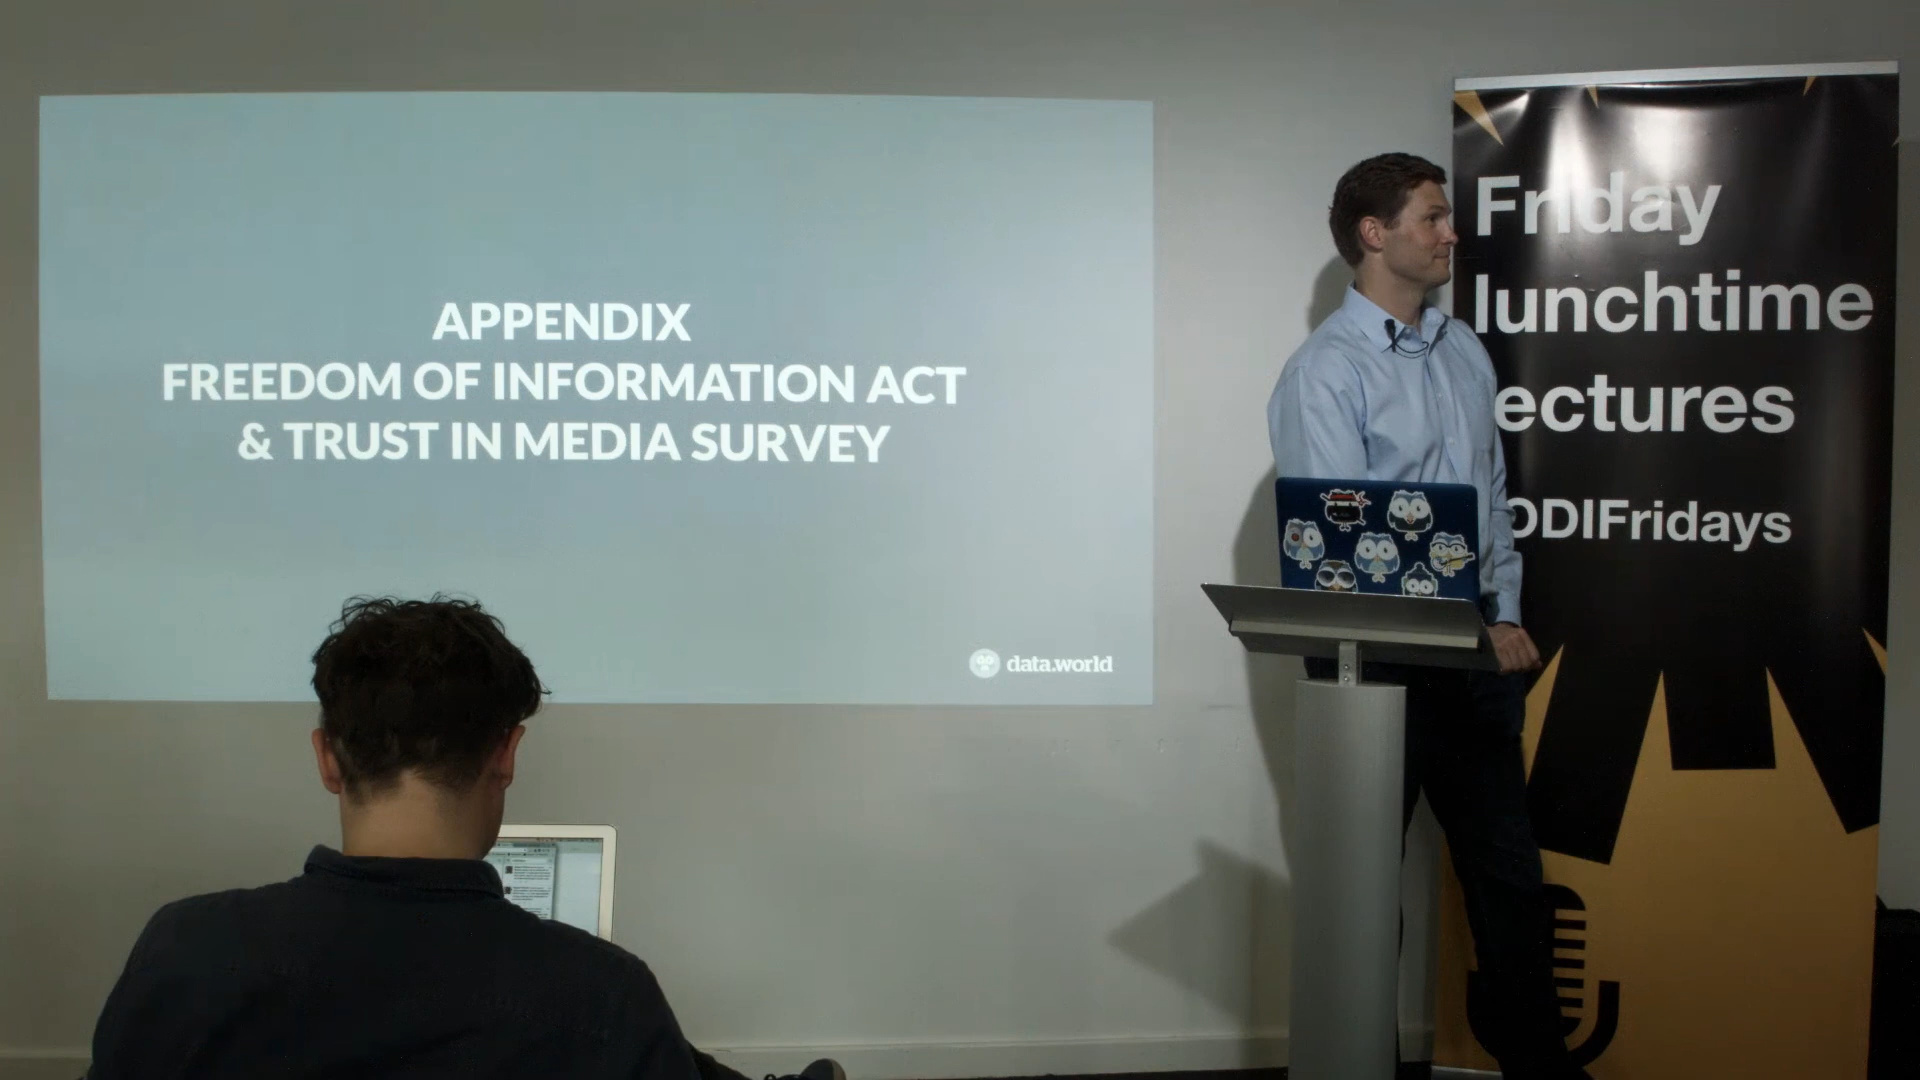 APPENDIX
FREEDOM OF INFORMATION ACT
& TRUST IN MEDIA SURVEY
data.world
Friday
lunchtime
ectures
ODIFridays